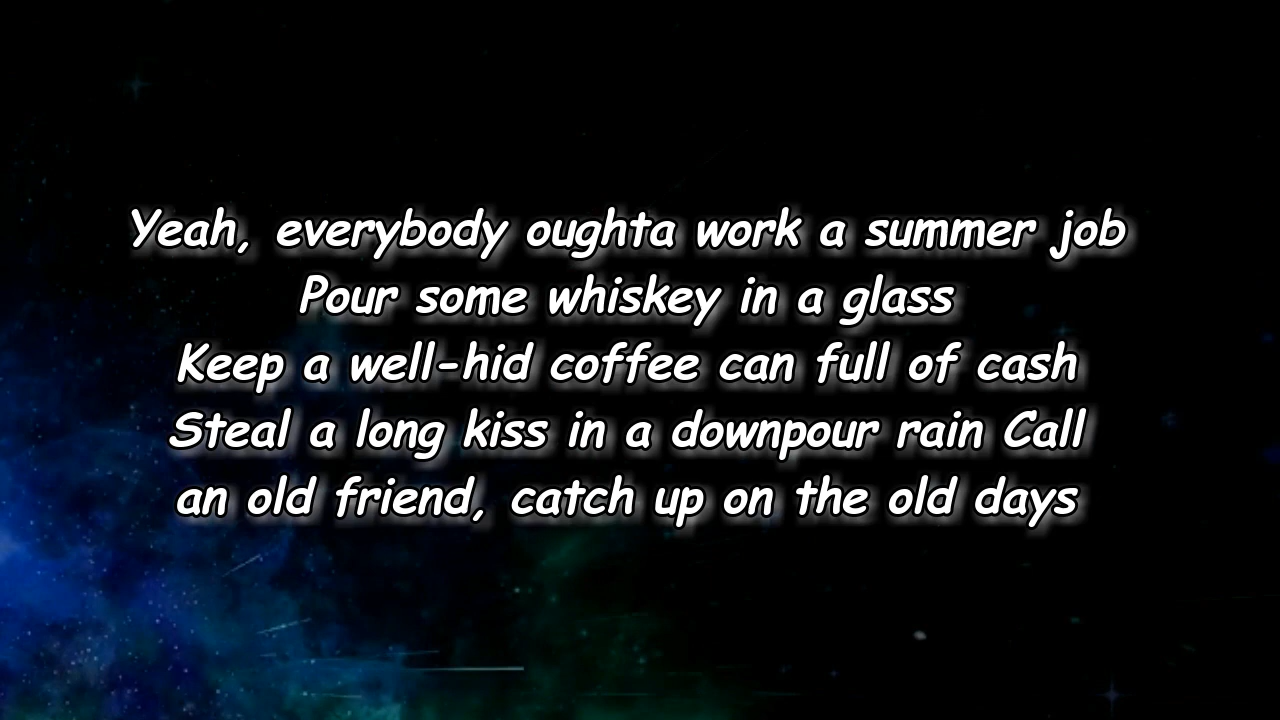 Yeah, everybody oughta work a summer job
Pour some whiskey in a glass
Keep a well-hid coffee can full of cash
Steal a long kiss in a downpour rain Call
an old friend, catch up on the old days